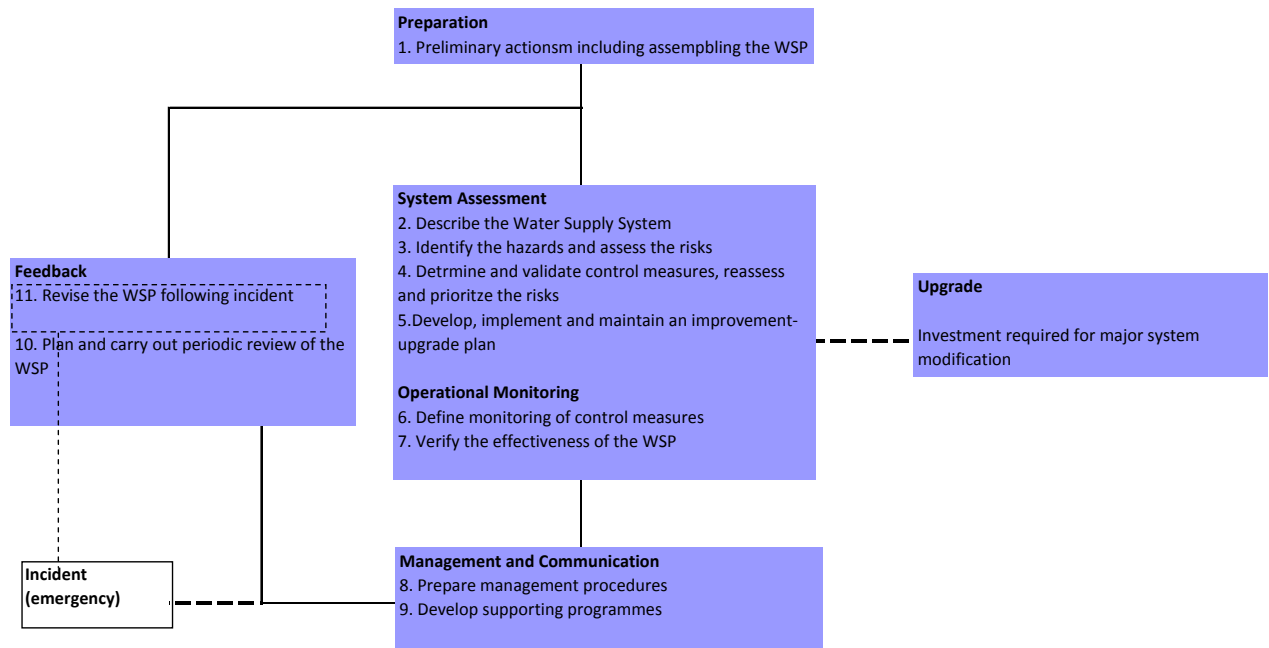 Preparation
1. Preliminary actionsm including assempbling the WSP
System Assessment
2. Describe the Water Supply System
3. Identify the hazards and assess the risks
4. Detrmine and validate control measures, reassess
and prioritze the risks
5.Develop, implement and maintain an improvement-
upgrade plan
Operational Monitoring
6. Define monitoring of control measures
7. Verify the effectiveness of the WSP
Feedback
11. Revise the WSP following incident
10. Plan and carry out periodic review of the
WSP
Upgrade
Investment required for major system
modification
Incident
(emergency)
Management and Communication
8. Prepare management procedures
9. Develop supporting programmes